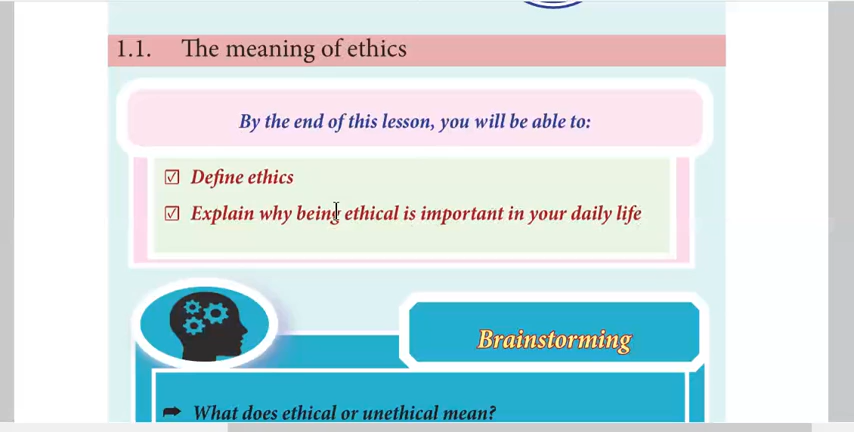 1.1. The meaning of ethics
By the end of this lesson, you will be able to:
☑ Define ethics
☑ Explain why being ethical is important in your daily life
Brainstorming
➡ What does ethical or unethical mean?